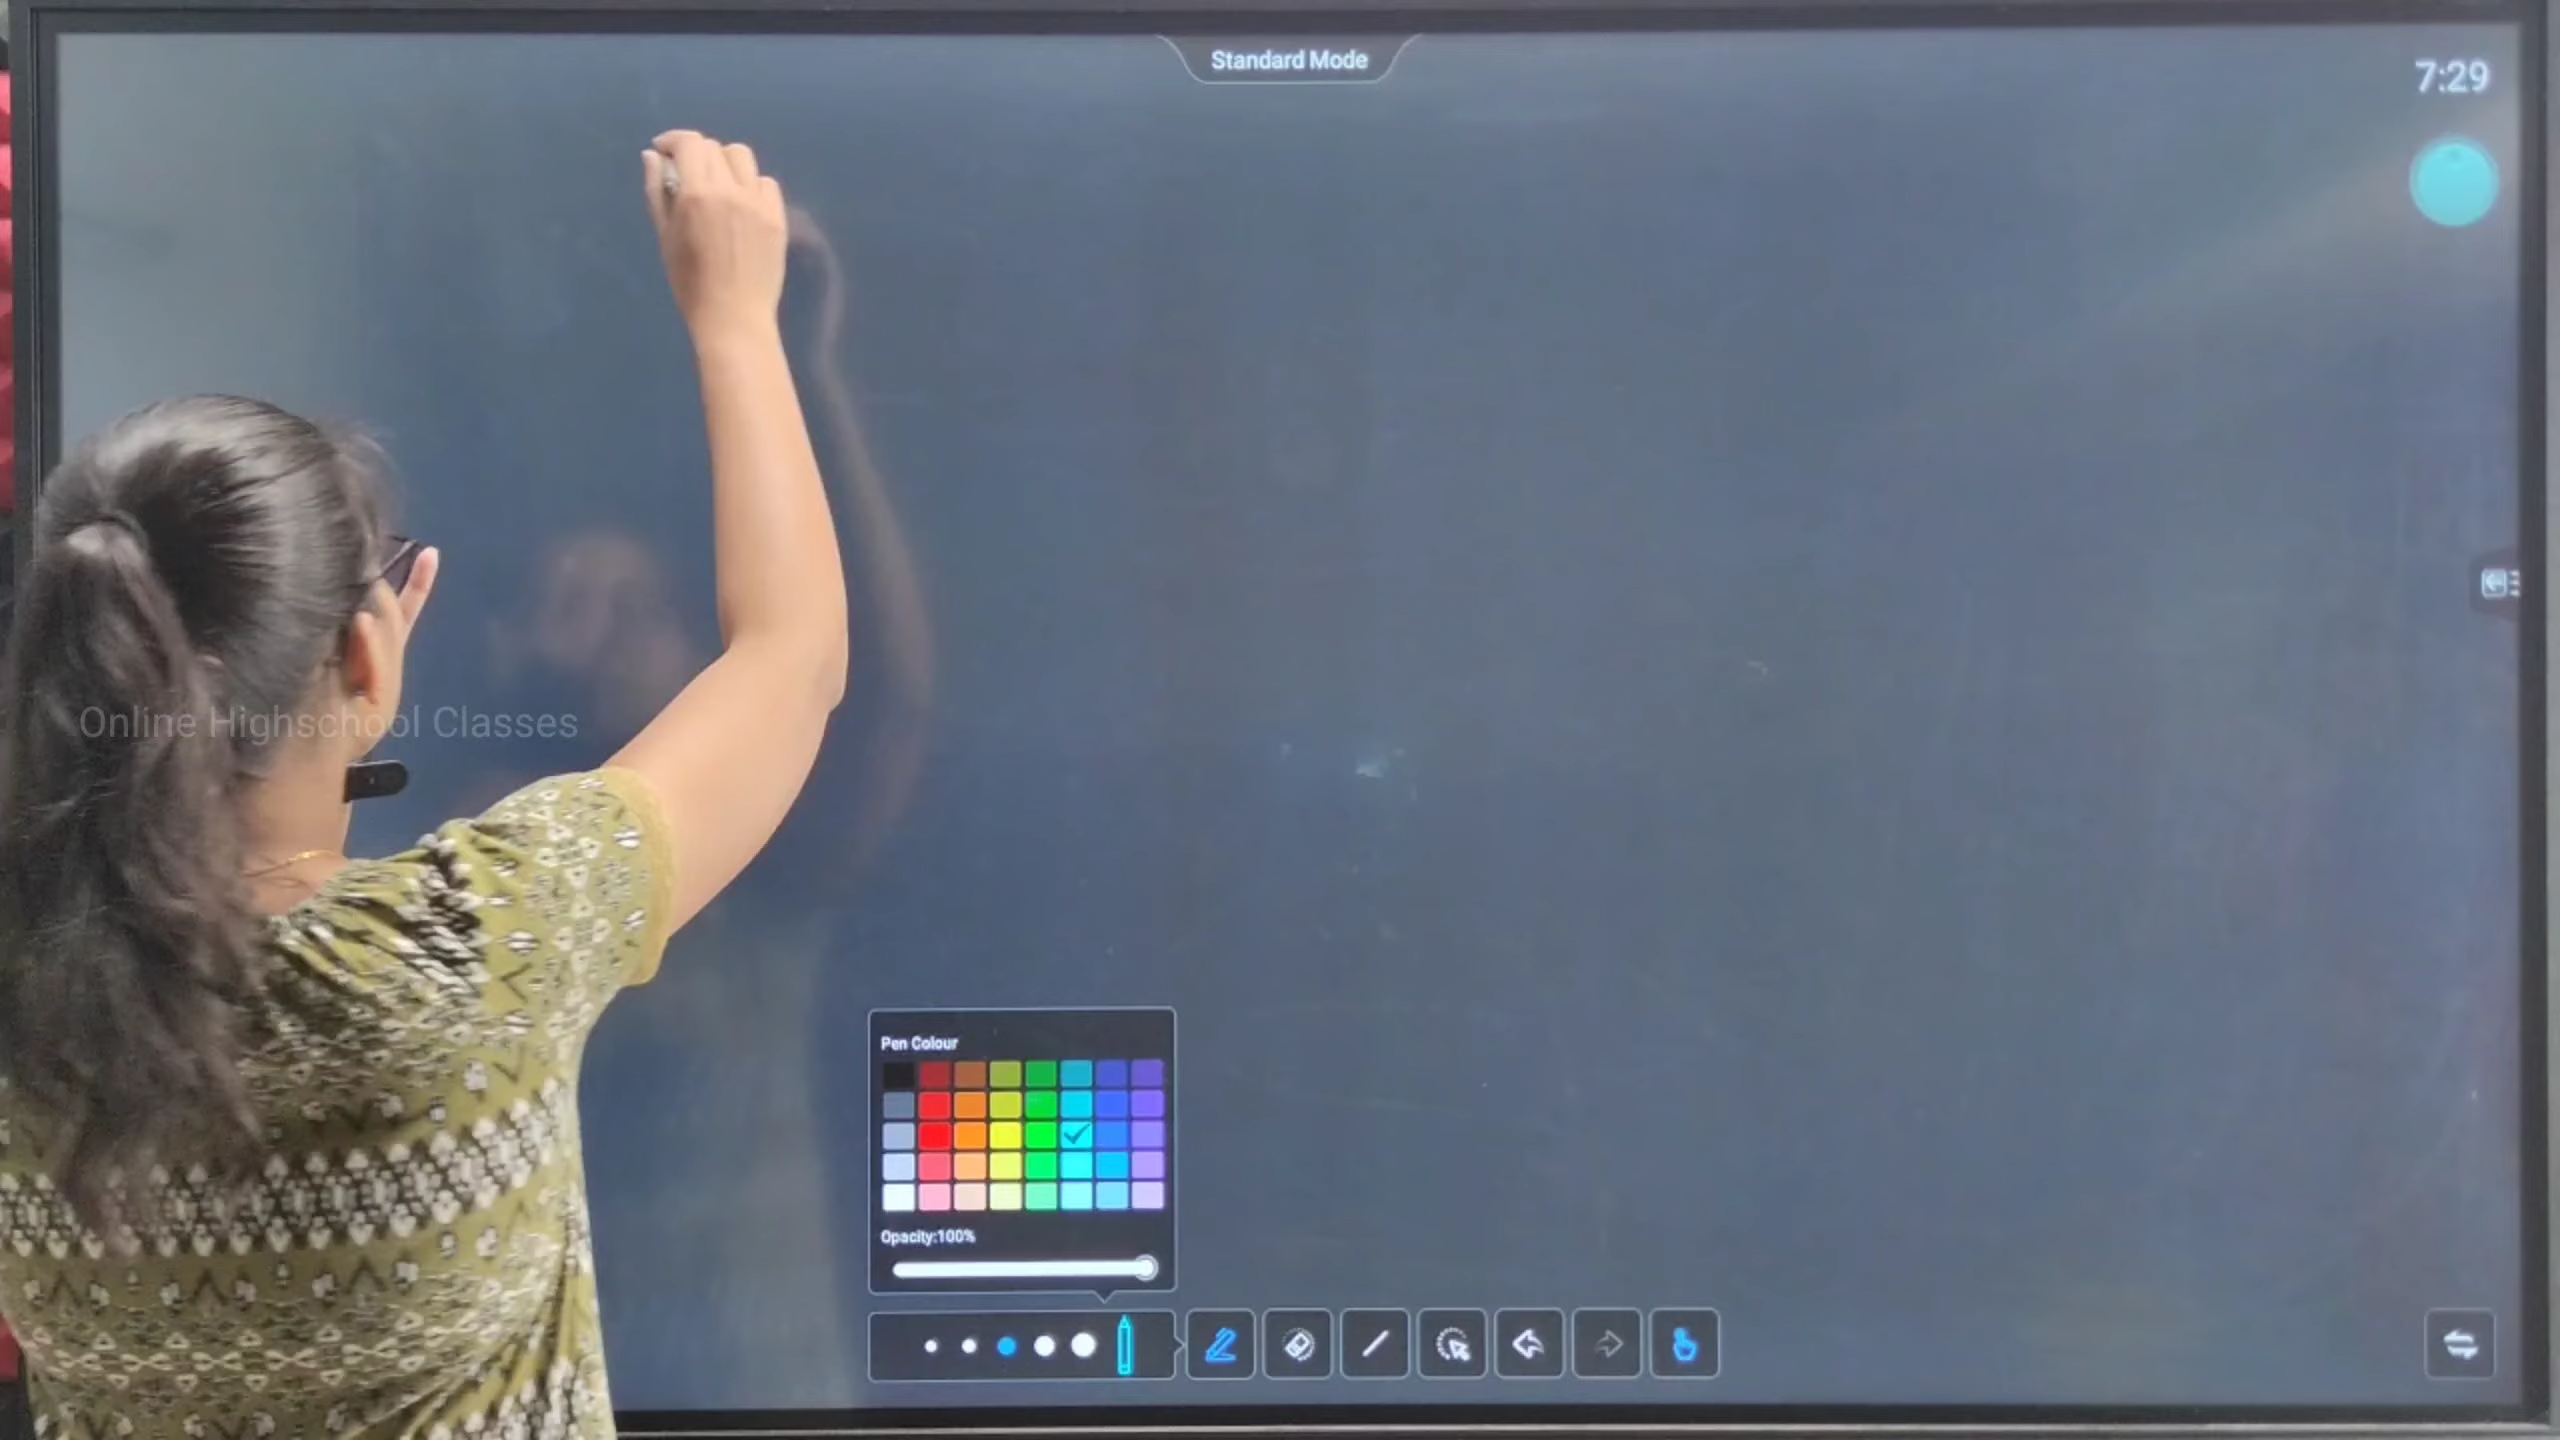 Standard Mode
7:29
Online Highschool Classes
Pen Colour
Opacity:100%